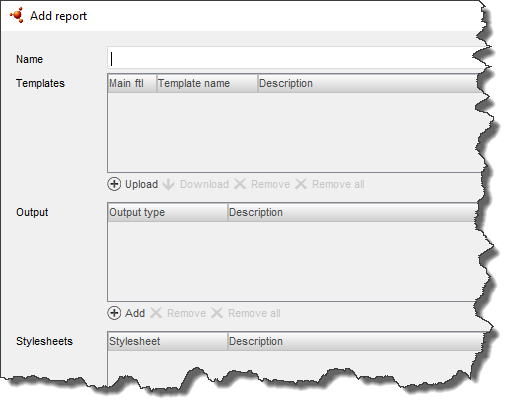 Add report
Name
Templates
Main ftl Template name Description
Upload Download Remove Remove all
Output
Output type Description
Add Remove Remove all
Stylesheets
Stylesheet Description